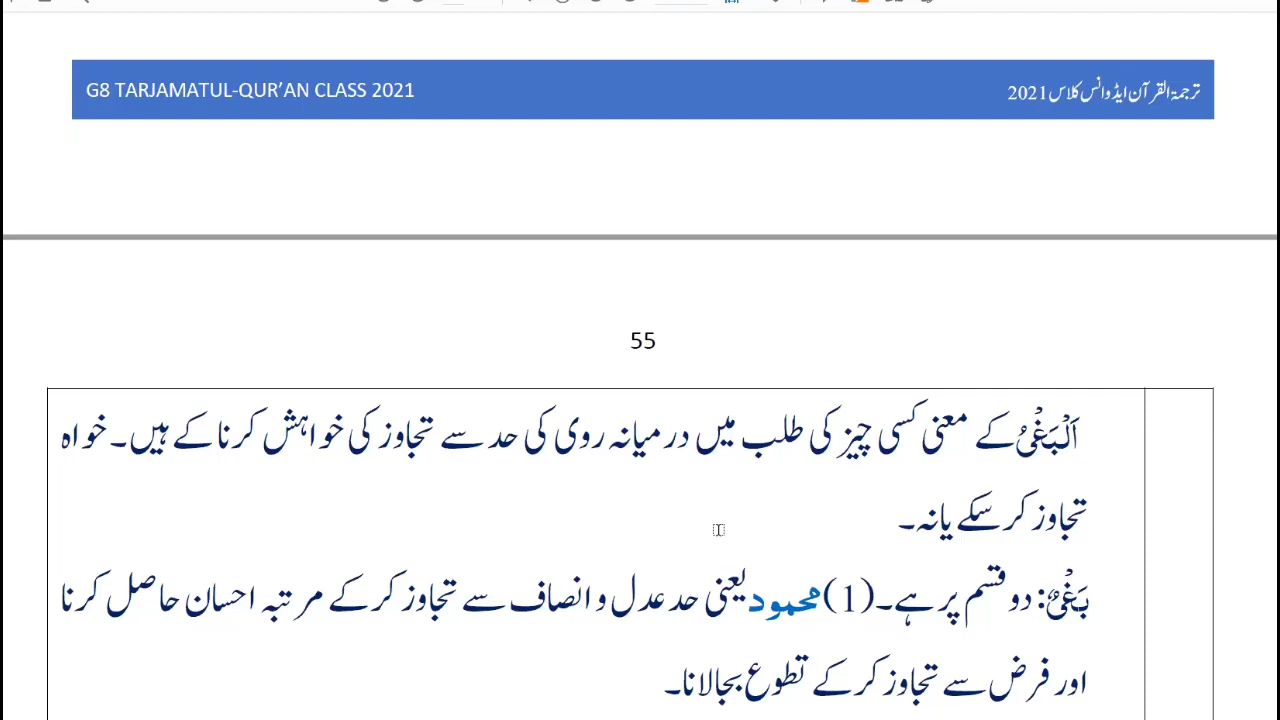 G8 TARJAMATUL-QUR’AN CLASS 2021
ترجمۃ القرآن ایڈوانس کلاس 2021
55
اَلْبَغْیُ کے معنی کسی چیز کی طلب میں درمیانہ روی کی حد سے تجاوز کی خواہش کرنا کے ہیں۔ خواہ
تجاوز کر سکے یا نہ۔
بَغْیٌ: دو قسم پر ہے۔ (1) محمود یعنی حد عدل و انصاف سے تجاوز کر کے مرتبہ احسان حاصل کرنا
اور فرض سے تجاوز کر کے تطوع بجالانا۔